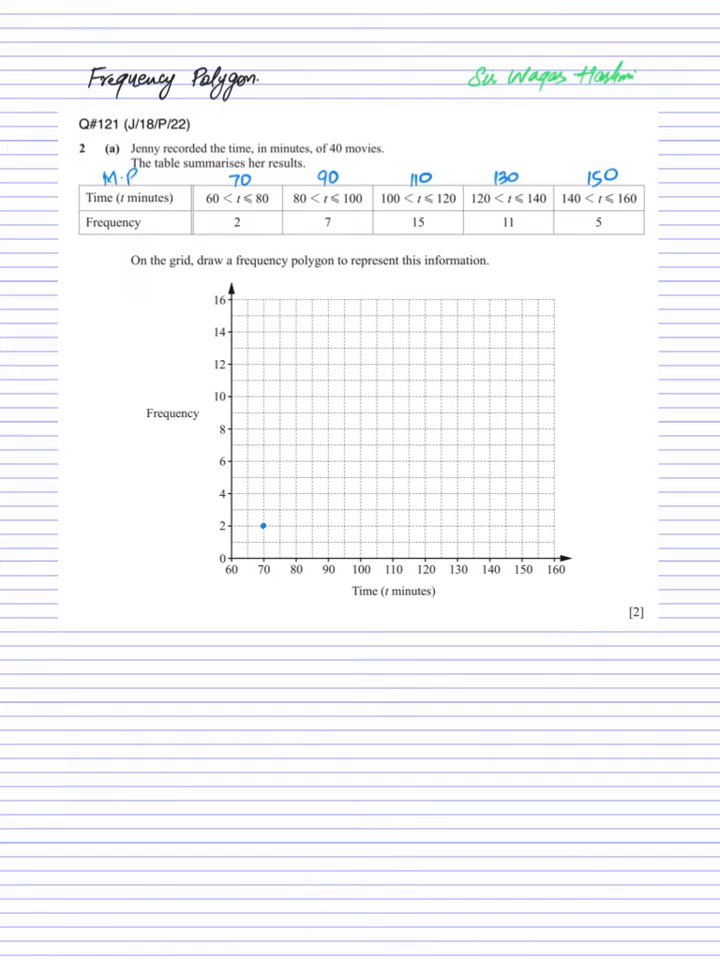 Frequency Polygon.
Sir Waqas Hashmi
Q#121 (J/18/P/22)
2 (a) Jenny recorded the time, in minutes, of 40 movies.
The table summarises her results.
M.P 70 90 110 130 150
Time (t minutes) 60 < t ⩽ 80 80 < t ⩽ 100 100 < t ⩽ 120 120 < t ⩽ 140 140 < t ⩽ 160
Frequency 2 7 15 11 5
On the grid, draw a frequency polygon to represent this information.
16
14
12
10
Frequency
8
6
4
2
0
60 70 80 90 100 110 120 130 140 150 160
Time (t minutes)
[2]